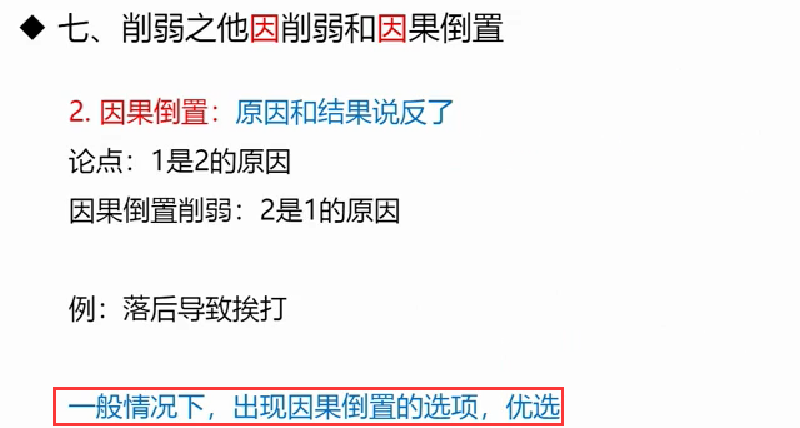 ◆ 七、削弱之他因削弱和因果倒置
2. 因果倒置：原因和结果说反了
论点：1是2的原因
因果倒置削弱：2是1的原因
例：落后导致挨打
一般情况下，出现因果倒置的选项，优选